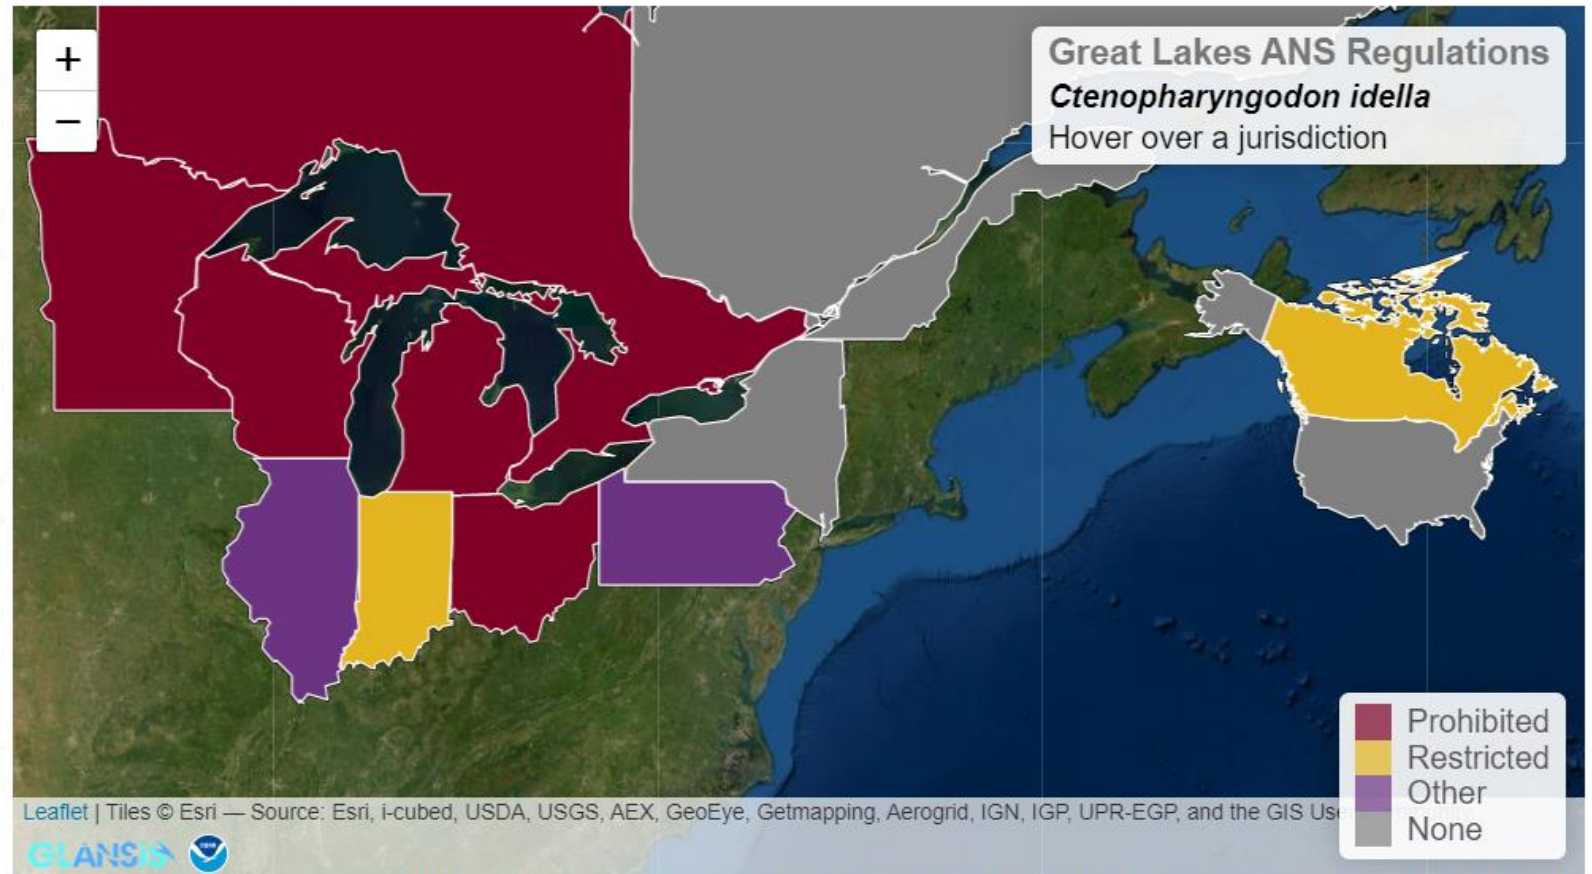 +
−
Great Lakes ANS Regulations
Ctenopharyngodon idella
Hover over a jurisdiction
Prohibited
Restricted
Other
None
Leaflet | Tiles © Esri — Source: Esri, i-cubed, USDA, USGS, AEX, GeoEye, Getmapping, Aerogrid, IGN, IGP, UPR-EGP, and the GIS
GLANSIS